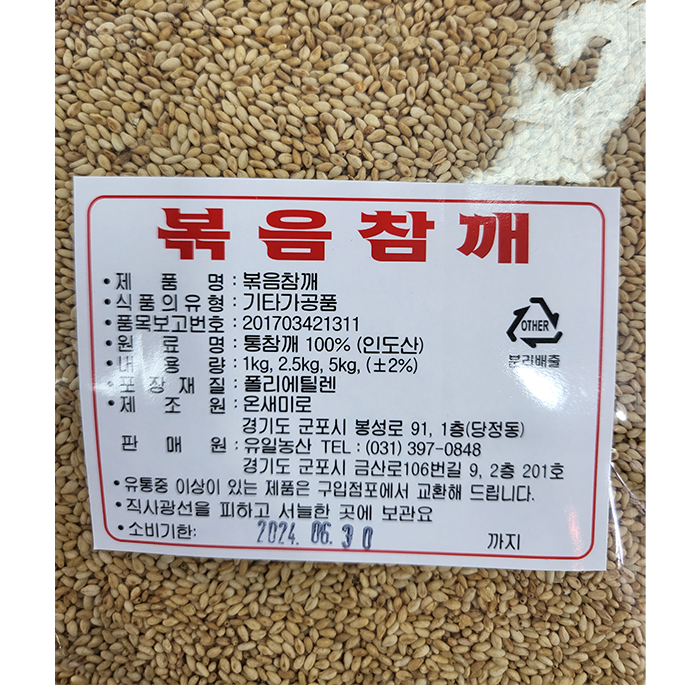 볶음참깨
• 제 품 명 : 볶음참깨
• 식품의유형 : 기타가공품
• 품목보고번호 : 201703421311
• 원 료 명 : 통참깨 100% (인도산)
• 내 용 량 : 1kg, 2.5kg, 5kg, (±2%)
• 포 장 재 질 : 폴리에틸렌
• 제 조 원 : 온새미로
경기도 군포시 봉성로 91, 1층(당정동)
판 매 원 : 유일농산 TEL : (031) 397-0848
경기도 군포시 금산로106번길 9, 2층 201호
• 유통중 이상이 있는 제품은 구입점포에서 교환해 드립니다.
• 직사광선을 피하고 서늘한 곳에 보관요
• 소비기한: 2024. 06. 30 까지
OTHER
분리배출